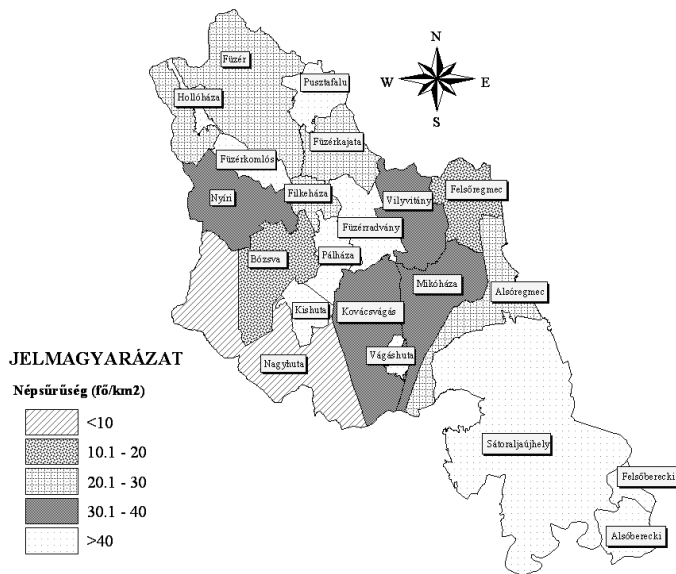 N
W E
S
Füzér
Pusztafalu
Hollóháza
Füzérkajata
Füzérkomlós
Felsőregmec
Filkeháza
Nyíri
Vilyvitány
Füzérradvány
Pálháza
Bózsva
Mikóháza
Alsóregmec
Kishuta
Kovácsvágás
Vágáshuta
Nagyhuta
Sátoraljaújhely
Felsőberecki
Alsóberecki
JELMAGYARÁZAT
Népsűrűség (fő/km2)
<10
10.1 - 20
20.1 - 30
30.1 - 40
>40